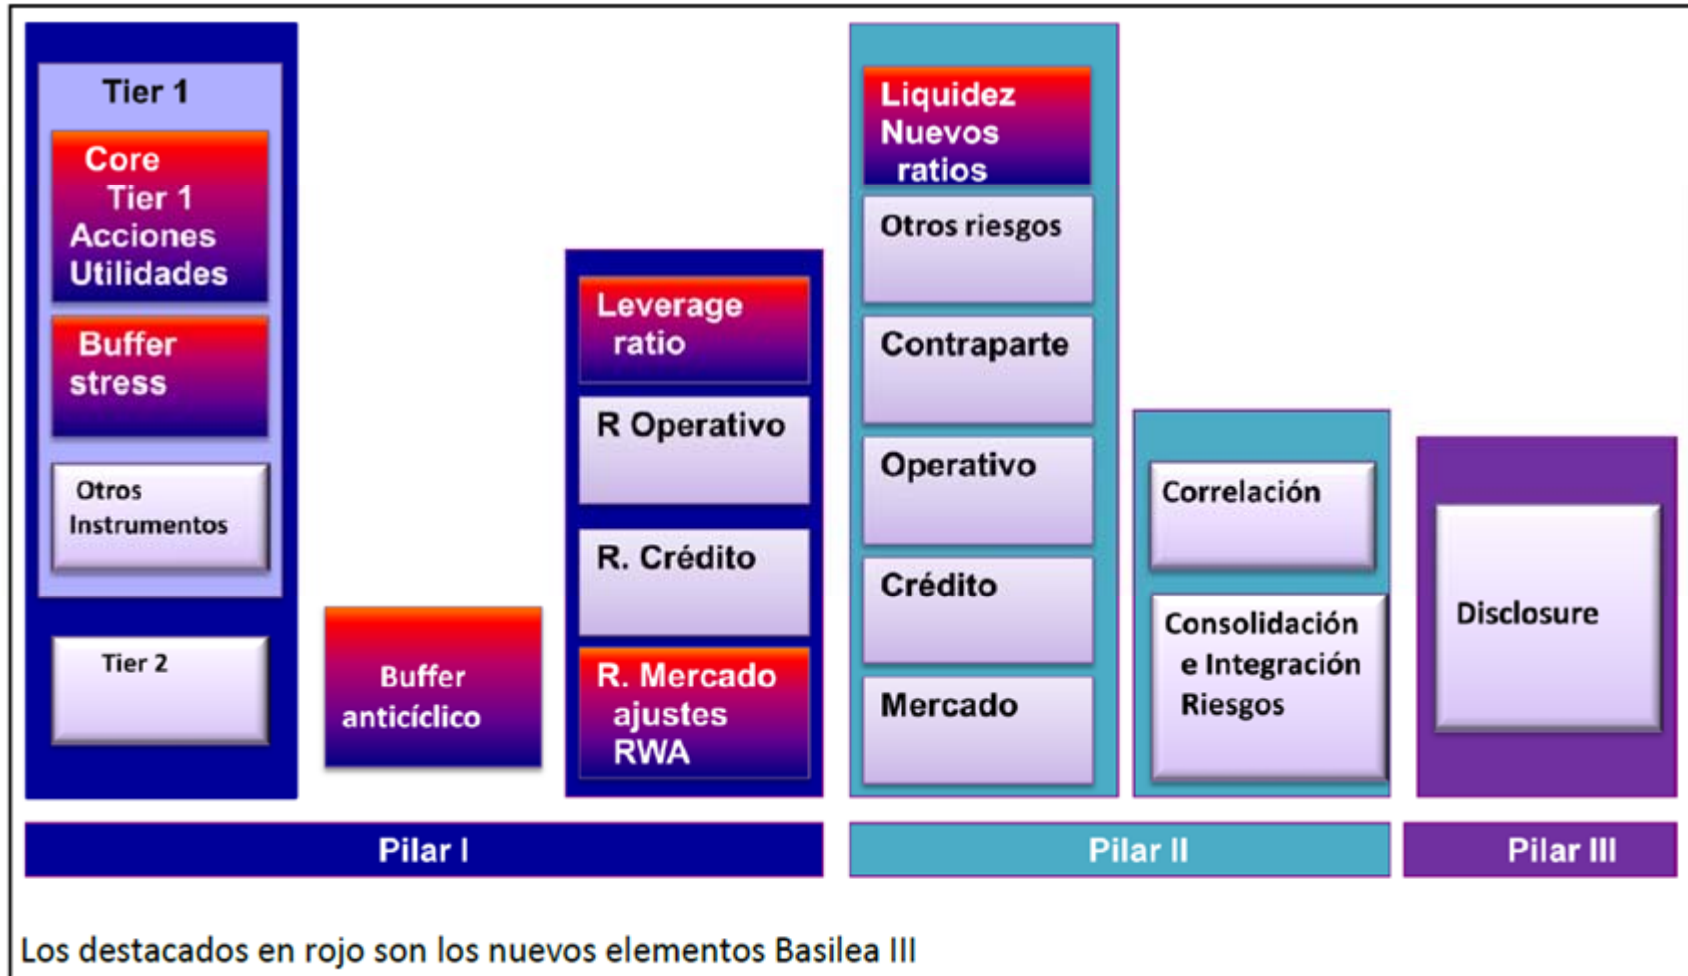 Tier 1
Core
Tier 1
Acciones
Utilidades
Buffer
stress
Otros
Instrumentos
Tier 2
Buffer
anticíclico
Leverage
ratio
R Operativo
R. Crédito
R. Mercado
ajustes
RWA
Pilar I
Liquidez
Nuevos
ratios
Otros riesgos
Contraparte
Operativo
Crédito
Mercado
Correlación
Consolidación
e Integración
Riesgos
Pilar II
Disclosure
Pilar III
Los destacados en rojo son los nuevos elementos Basilea III